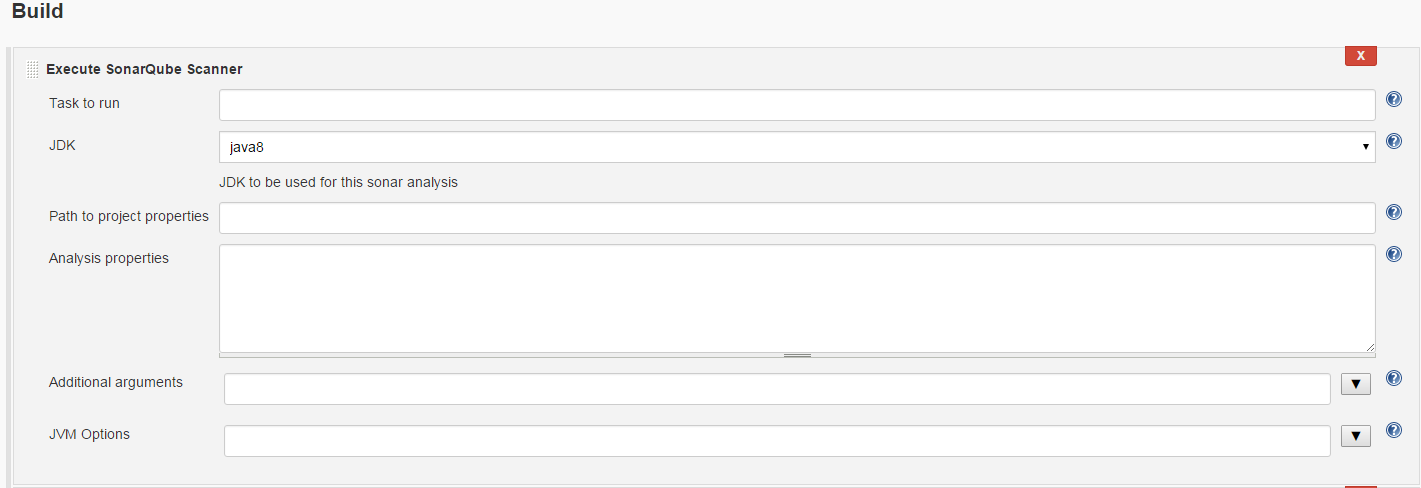 Build
X
Execute SonarQube Scanner
Task to run
?
JDK
java8
?
JDK to be used for this sonar analysis
Path to project properties
?
Analysis properties
?
Additional arguments
?
JVM Options
?